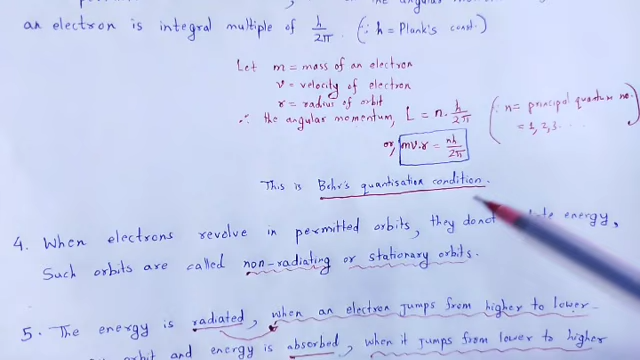 the angular
an electron is integral multiple of h/2π. (∵ h = Plank's const.)
Let m = mass of an electron
v = velocity of electron
r = radius of orbit
∴ the angular momentum, L = n. h/2π (∵ n = principal quantum no. = 1,2,3...)
or, mv.r = nh/2π
This is Bohr's quantisation condition.
4. When electrons revolve in permitted orbits, they donot energy,
Such orbits are called non-radiating or stationary orbits.
5. The energy is radiated, when an electron jumps from higher to lower
orbit and energy is absorbed, when it jumps from lower to higher